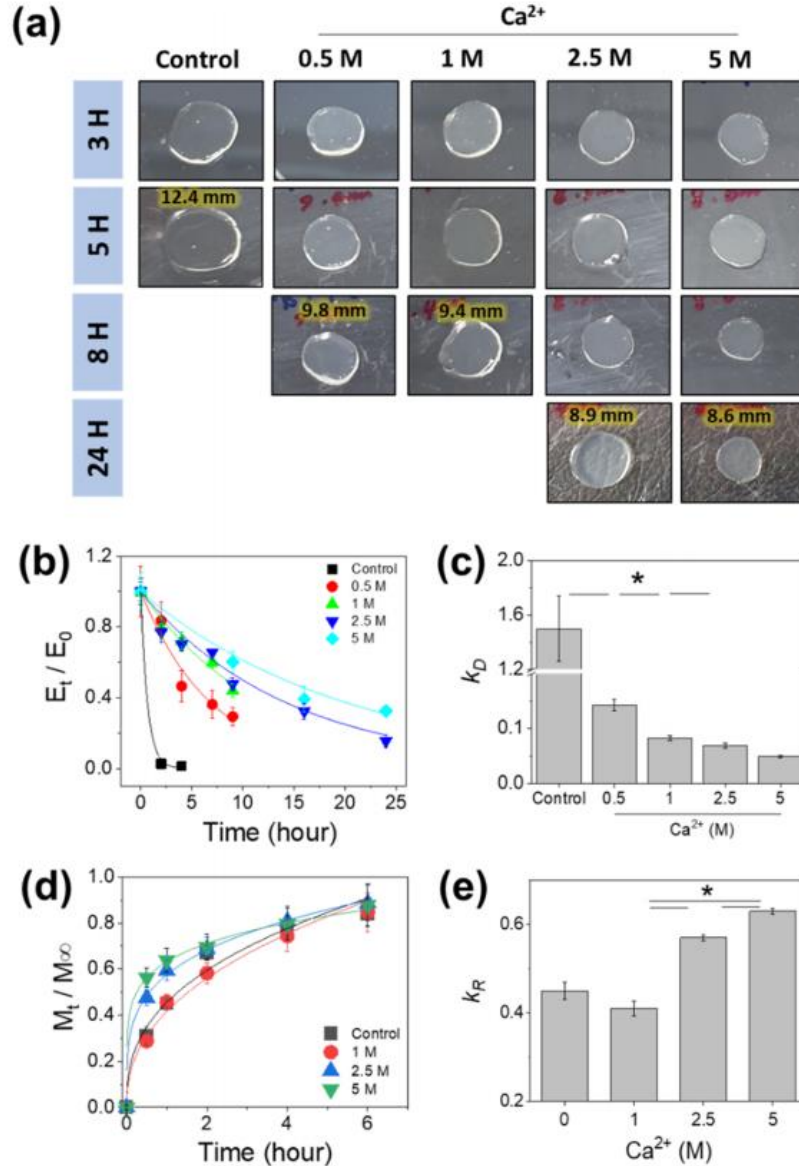 (a)
Ca²⁺
Control 0.5 M 1 M 2.5 M 5 M
3 H
5 H
12.4 mm
8 H
9.8 mm 9.4 mm
24 H
8.9 mm 8.6 mm
(b)
Eₜ / E₀
1.2
0.8
0.4
0.0
0 5 10 15 20 25
Time (hour)
Control
0.5 M
1 M
2.5 M
5 M
(c)
k_D
2.0
1.6
1.2
0.1
0.0
*
Control 0.5 1 2.5 5
Ca²⁺ (M)
(d)
Mₜ / M∞
1.0
0.8
0.6
0.4
0.2
0.0
0 2 4 6
Time (hour)
Control
1 M
2.5 M
5 M
(e)
k_R
0.6
0.4
0.2
*
0 1 2.5 5
Ca²⁺ (M)